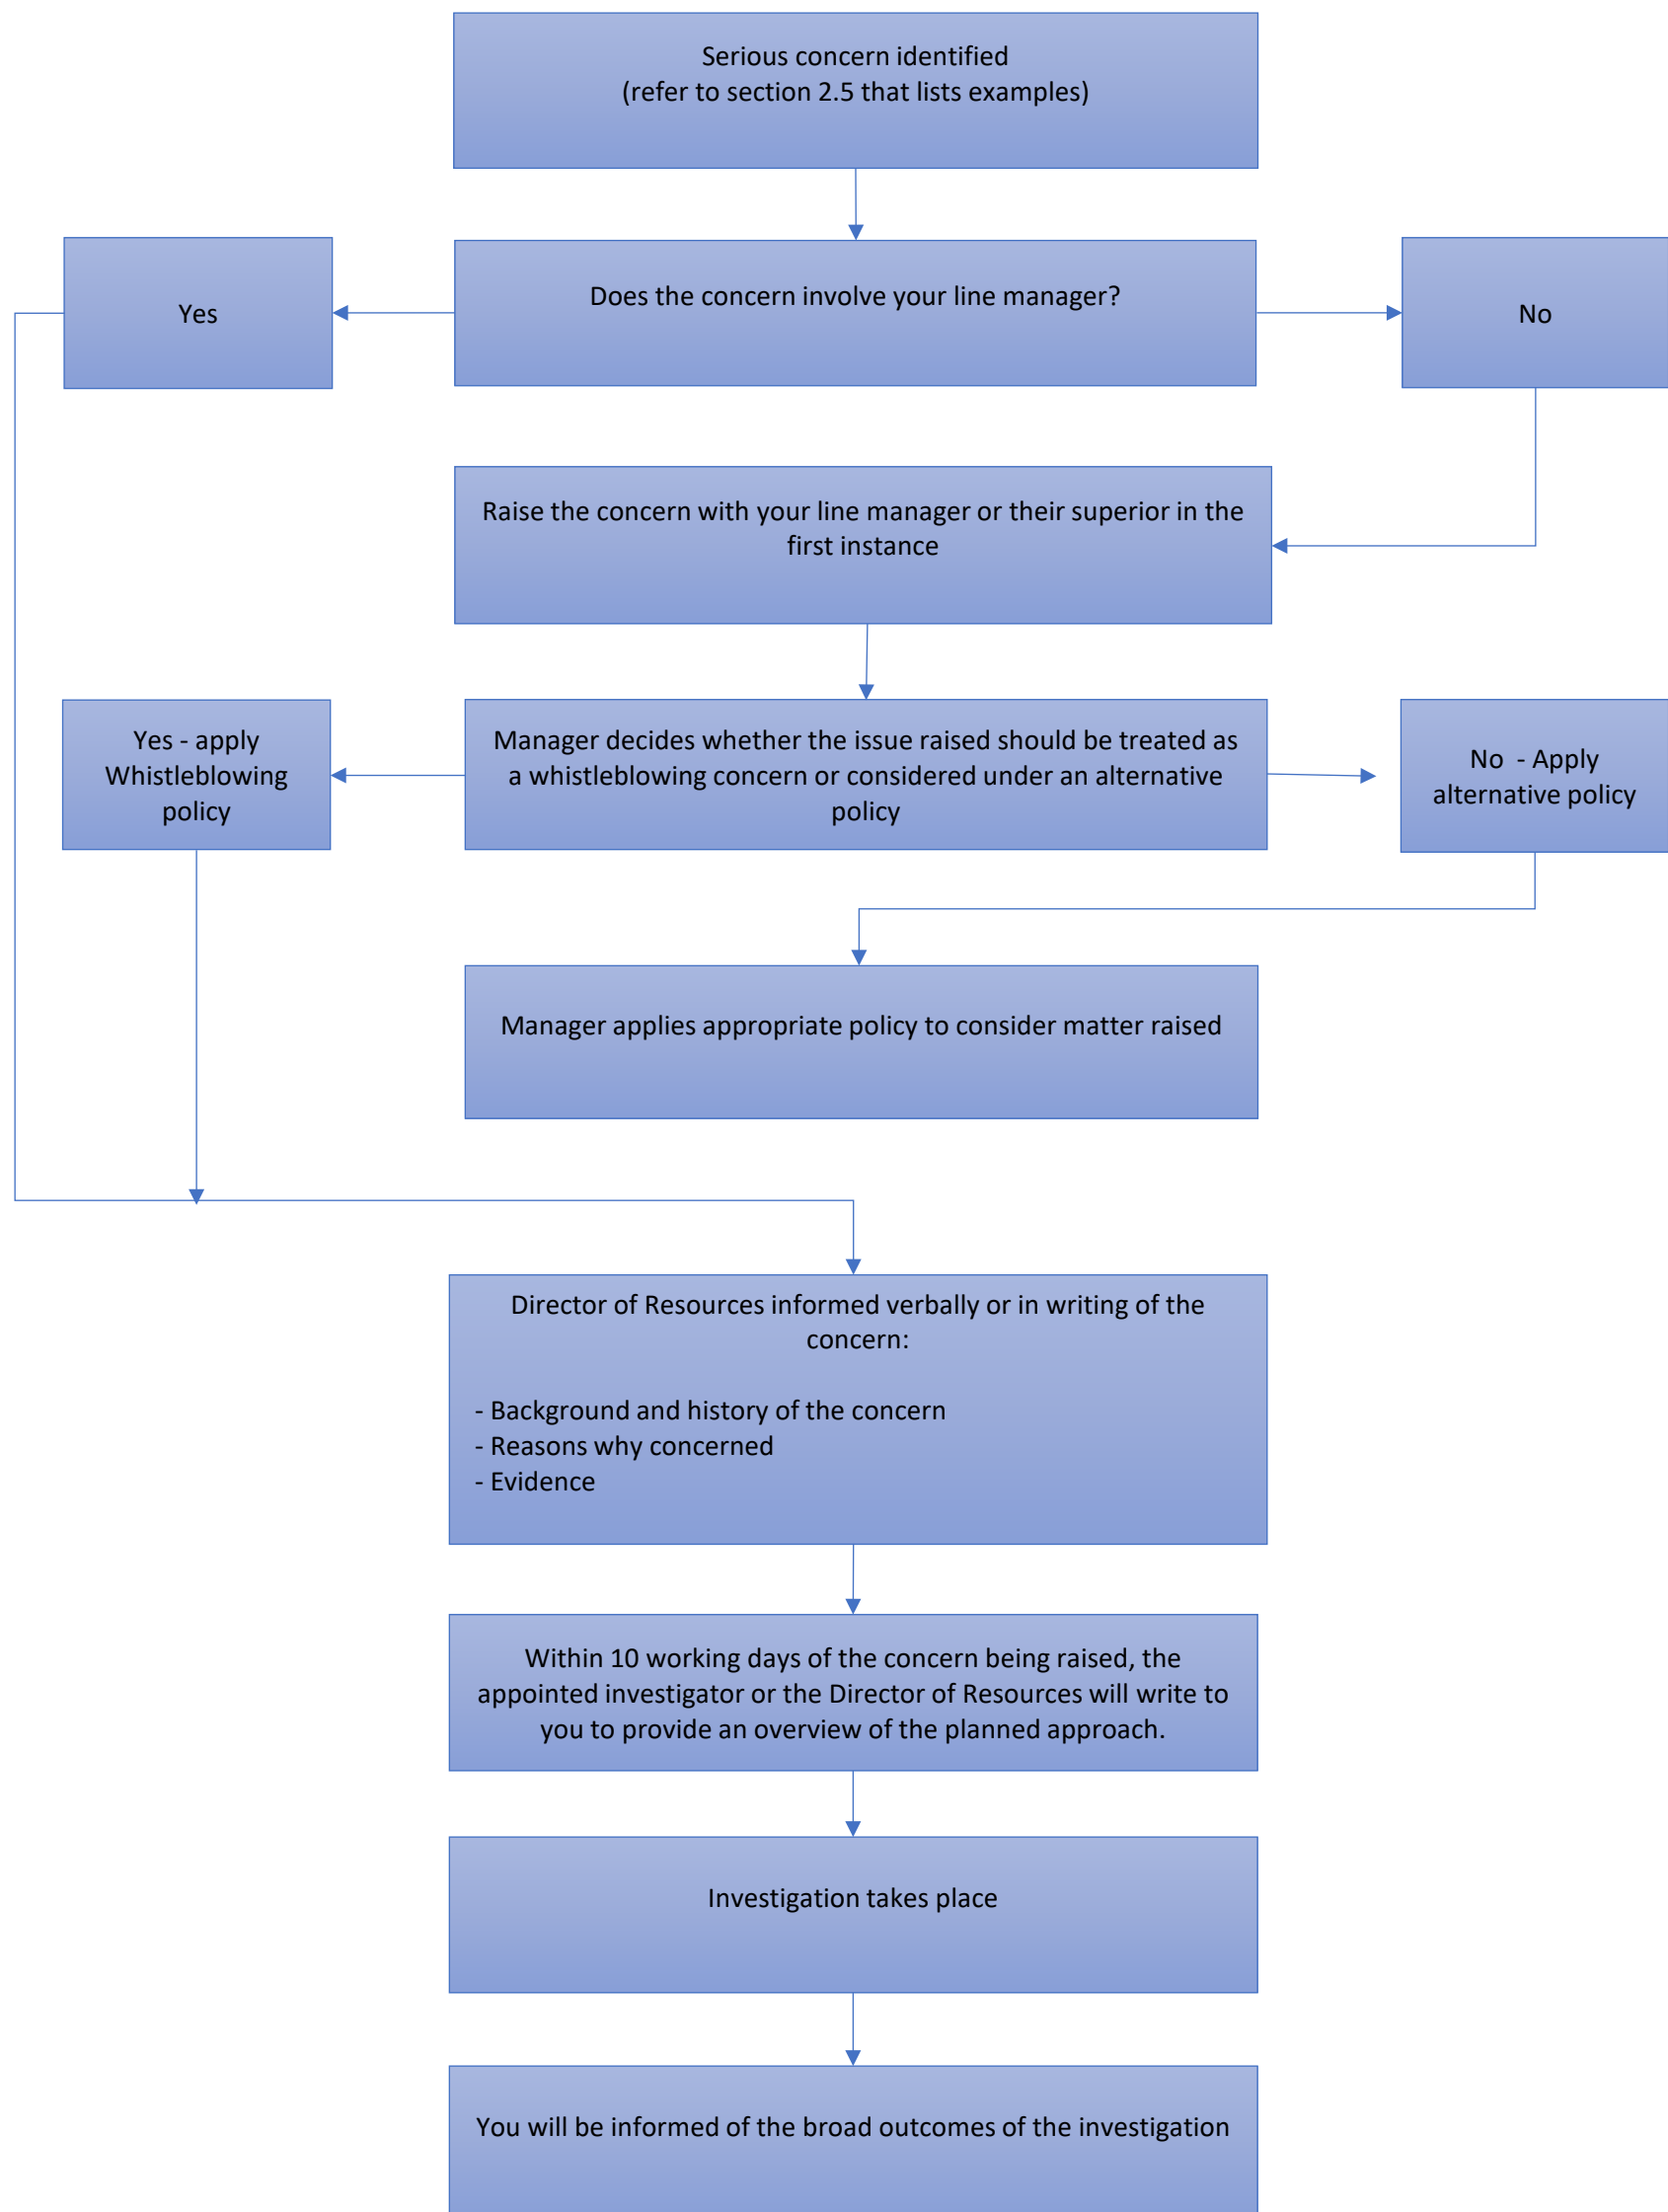 Serious concern identified
(refer to section 2.5 that lists examples)
Yes
Does the concern involve your line manager?
No
Raise the concern with your line manager or their superior in the
first instance
Yes - apply
Whistleblowing
policy
Manager decides whether the issue raised should be treated as
a whistleblowing concern or considered under an alternative
policy
No  - Apply
alternative policy
Manager applies appropriate policy to consider matter raised
Director of Resources informed verbally or in writing of the
concern:
- Background and history of the concern
- Reasons why concerned
- Evidence
Within 10 working days of the concern being raised, the
appointed investigator or the Director of Resources will write to
you to provide an overview of the planned approach.
Investigation takes place
You will be informed of the broad outcomes of the investigation